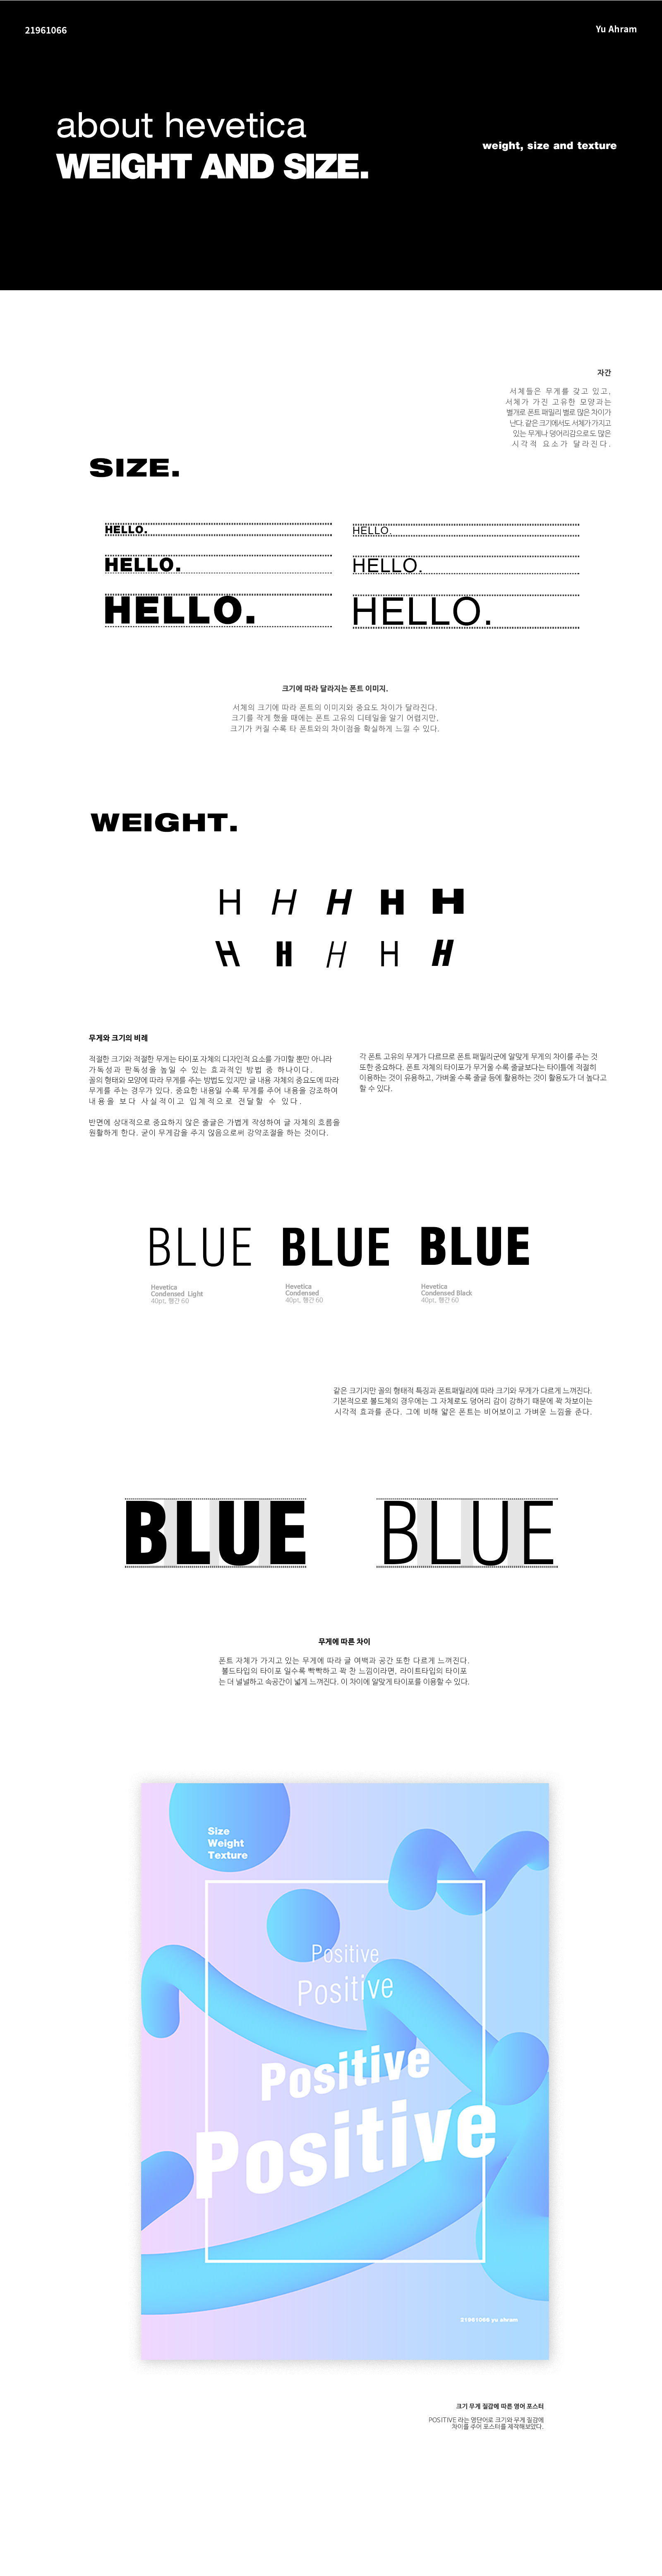 21961066
Yu Ahram
about hevetica
WEIGHT AND SIZE.
weight, size and texture
자간
서체들은 무게를 갖고 있고,
서체가 가진 고유한 모양과는
별개로 폰트 패밀리 별로 많은 차이가
난다. 같은 크기에서도 서체가 가지고
있는 무게나 덩어리감으로도 많은
시각적 요소가 달라진다.
SIZE.
HELLO.
HELLO.
HELLO.
HELLO.
HELLO.
HELLO.
크기에 따라 달라지는 폰트 이미지.
서체의 크기에 따라 폰트의 이미지와 중요도 차이가 달라진다.
크기를 작게 했을 때에는 폰트 고유의 디테일을 알기 어렵지만,
크기가 커질 수록 타 폰트와의 차이점을 확실하게 느낄 수 있다.
WEIGHT.
H H H H H
H H H H H
무게와 크기의 비례
적절한 크기와 적절한 무게는 타이포 자체의 디자인적 요소를 가미할 뿐만 아니라
가독성과 판독성을 높일 수 있는 효과적인 방법 중 하나이다.
꼴의 형태와 모양에 따라 무게를 주는 방법도 있지만 글 내용 자체의 중요도에 따라
무게를 주는 경우가 있다. 중요한 내용일 수록 무게를 주어 내용을 강조하여
내용을 보다 사실적이고 입체적으로 전달할 수 있다.
반면에 상대적으로 중요하지 않은 줄글은 가볍게 작성하여 글 자체의 흐름을
원활하게 한다. 굳이 무게감을 주지 않음으로써 강약조절을 하는 것이다.
각 폰트 고유의 무게가 다르므로 폰트 패밀리군에 알맞게 무게의 차이를 주는 것
또한 중요하다. 폰트 자체의 타이포가 무거울 수록 줄글보다는 타이틀에 적절히
이용하는 것이 유용하고, 가벼울 수록 줄글 등에 활용하는 것이 활용도가 더 높다고
할 수 있다.
BLUE
BLUE
BLUE
Hevetica
Condensed Light
40pt, 행간 60
Hevetica
Condensed
40pt, 행간 60
Hevetica
Condensed Black
40pt, 행간 60
같은 크기지만 꼴의 형태적 특징과 폰트패밀리에 따라 크기와 무게가 다르게 느껴진다.
기본적으로 볼드체의 경우에는 그 자체로도 덩어리 감이 강하기 때문에 꽉 차보이는
시각적 효과를 준다. 그에 비해 얇은 폰트는 비어보이고 가벼운 느낌을 준다.
BLUE
BLUE
무게에 따른 차이
폰트 자체가 가지고 있는 무게에 따라 글 여백과 공간 또한 다르게 느껴진다.
볼드타입의 타이포 일수록 빽빽하고 꽉 찬 느낌이라면, 라이트타입의 타이포
는 더 널널하고 속공간이 넓게 느껴진다. 이 차이에 알맞게 타이포를 이용할 수 있다.
Size
Weight
Texture
Positive
Positive
Positive
Positive
21961066 yu ahram
크기 무게 질감에 따른 영어 포스터
POSITIVE 라는 영단어로 크기와 무게 질감에
차이를 주어 포스터를 제작해보았다.